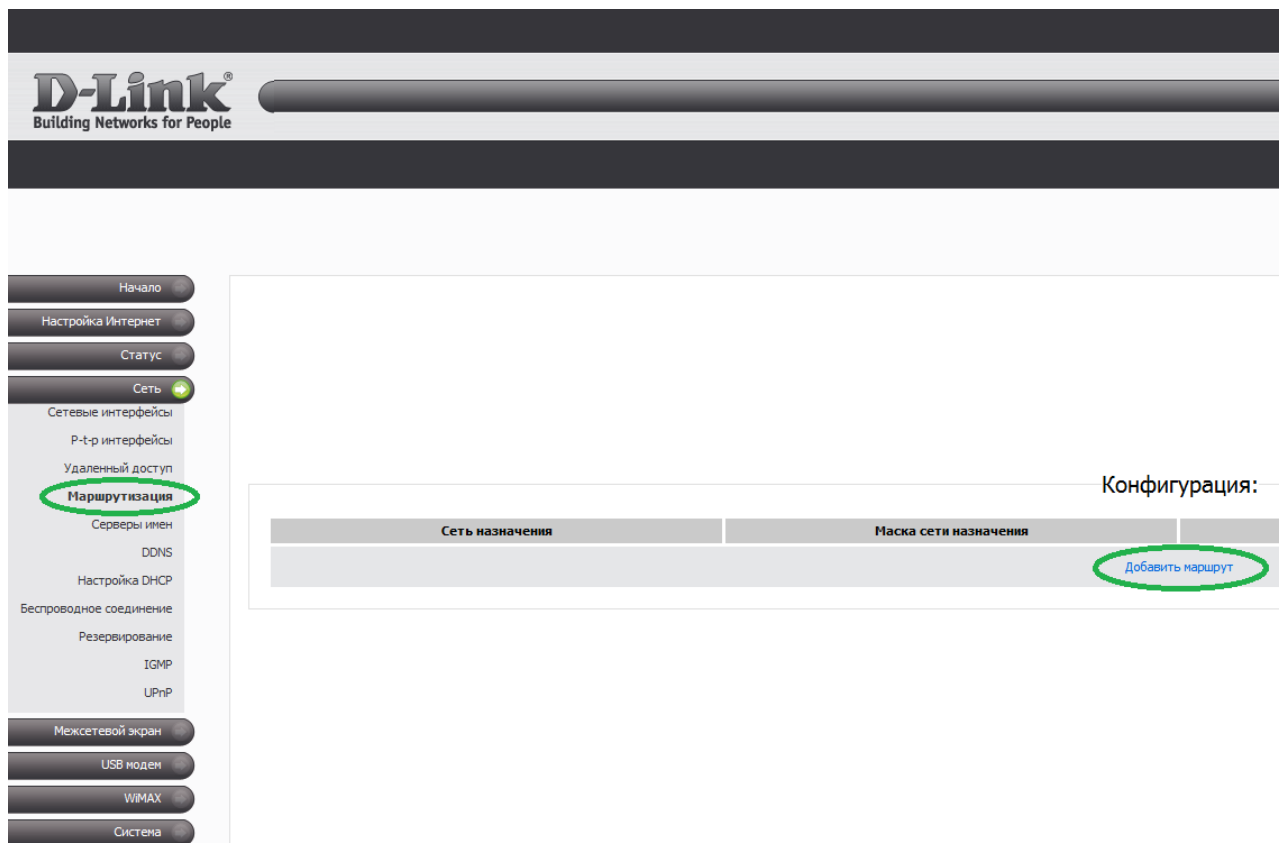 D-Link®
Building Networks for People
Начало
Настройка Интернет
Статус
Сеть
Сетевые интерфейсы
P-t-p интерфейсы
Удаленный доступ
Маршрутизация
Серверы имен
DDNS
Настройка DHCP
Беспроводное соединение
Резервирование
IGMP
UPnP
Межсетевой экран
USB модем
WiMAX
Система
Конфигурация:
Сеть назначения Маска сети назначения
Добавить маршрут